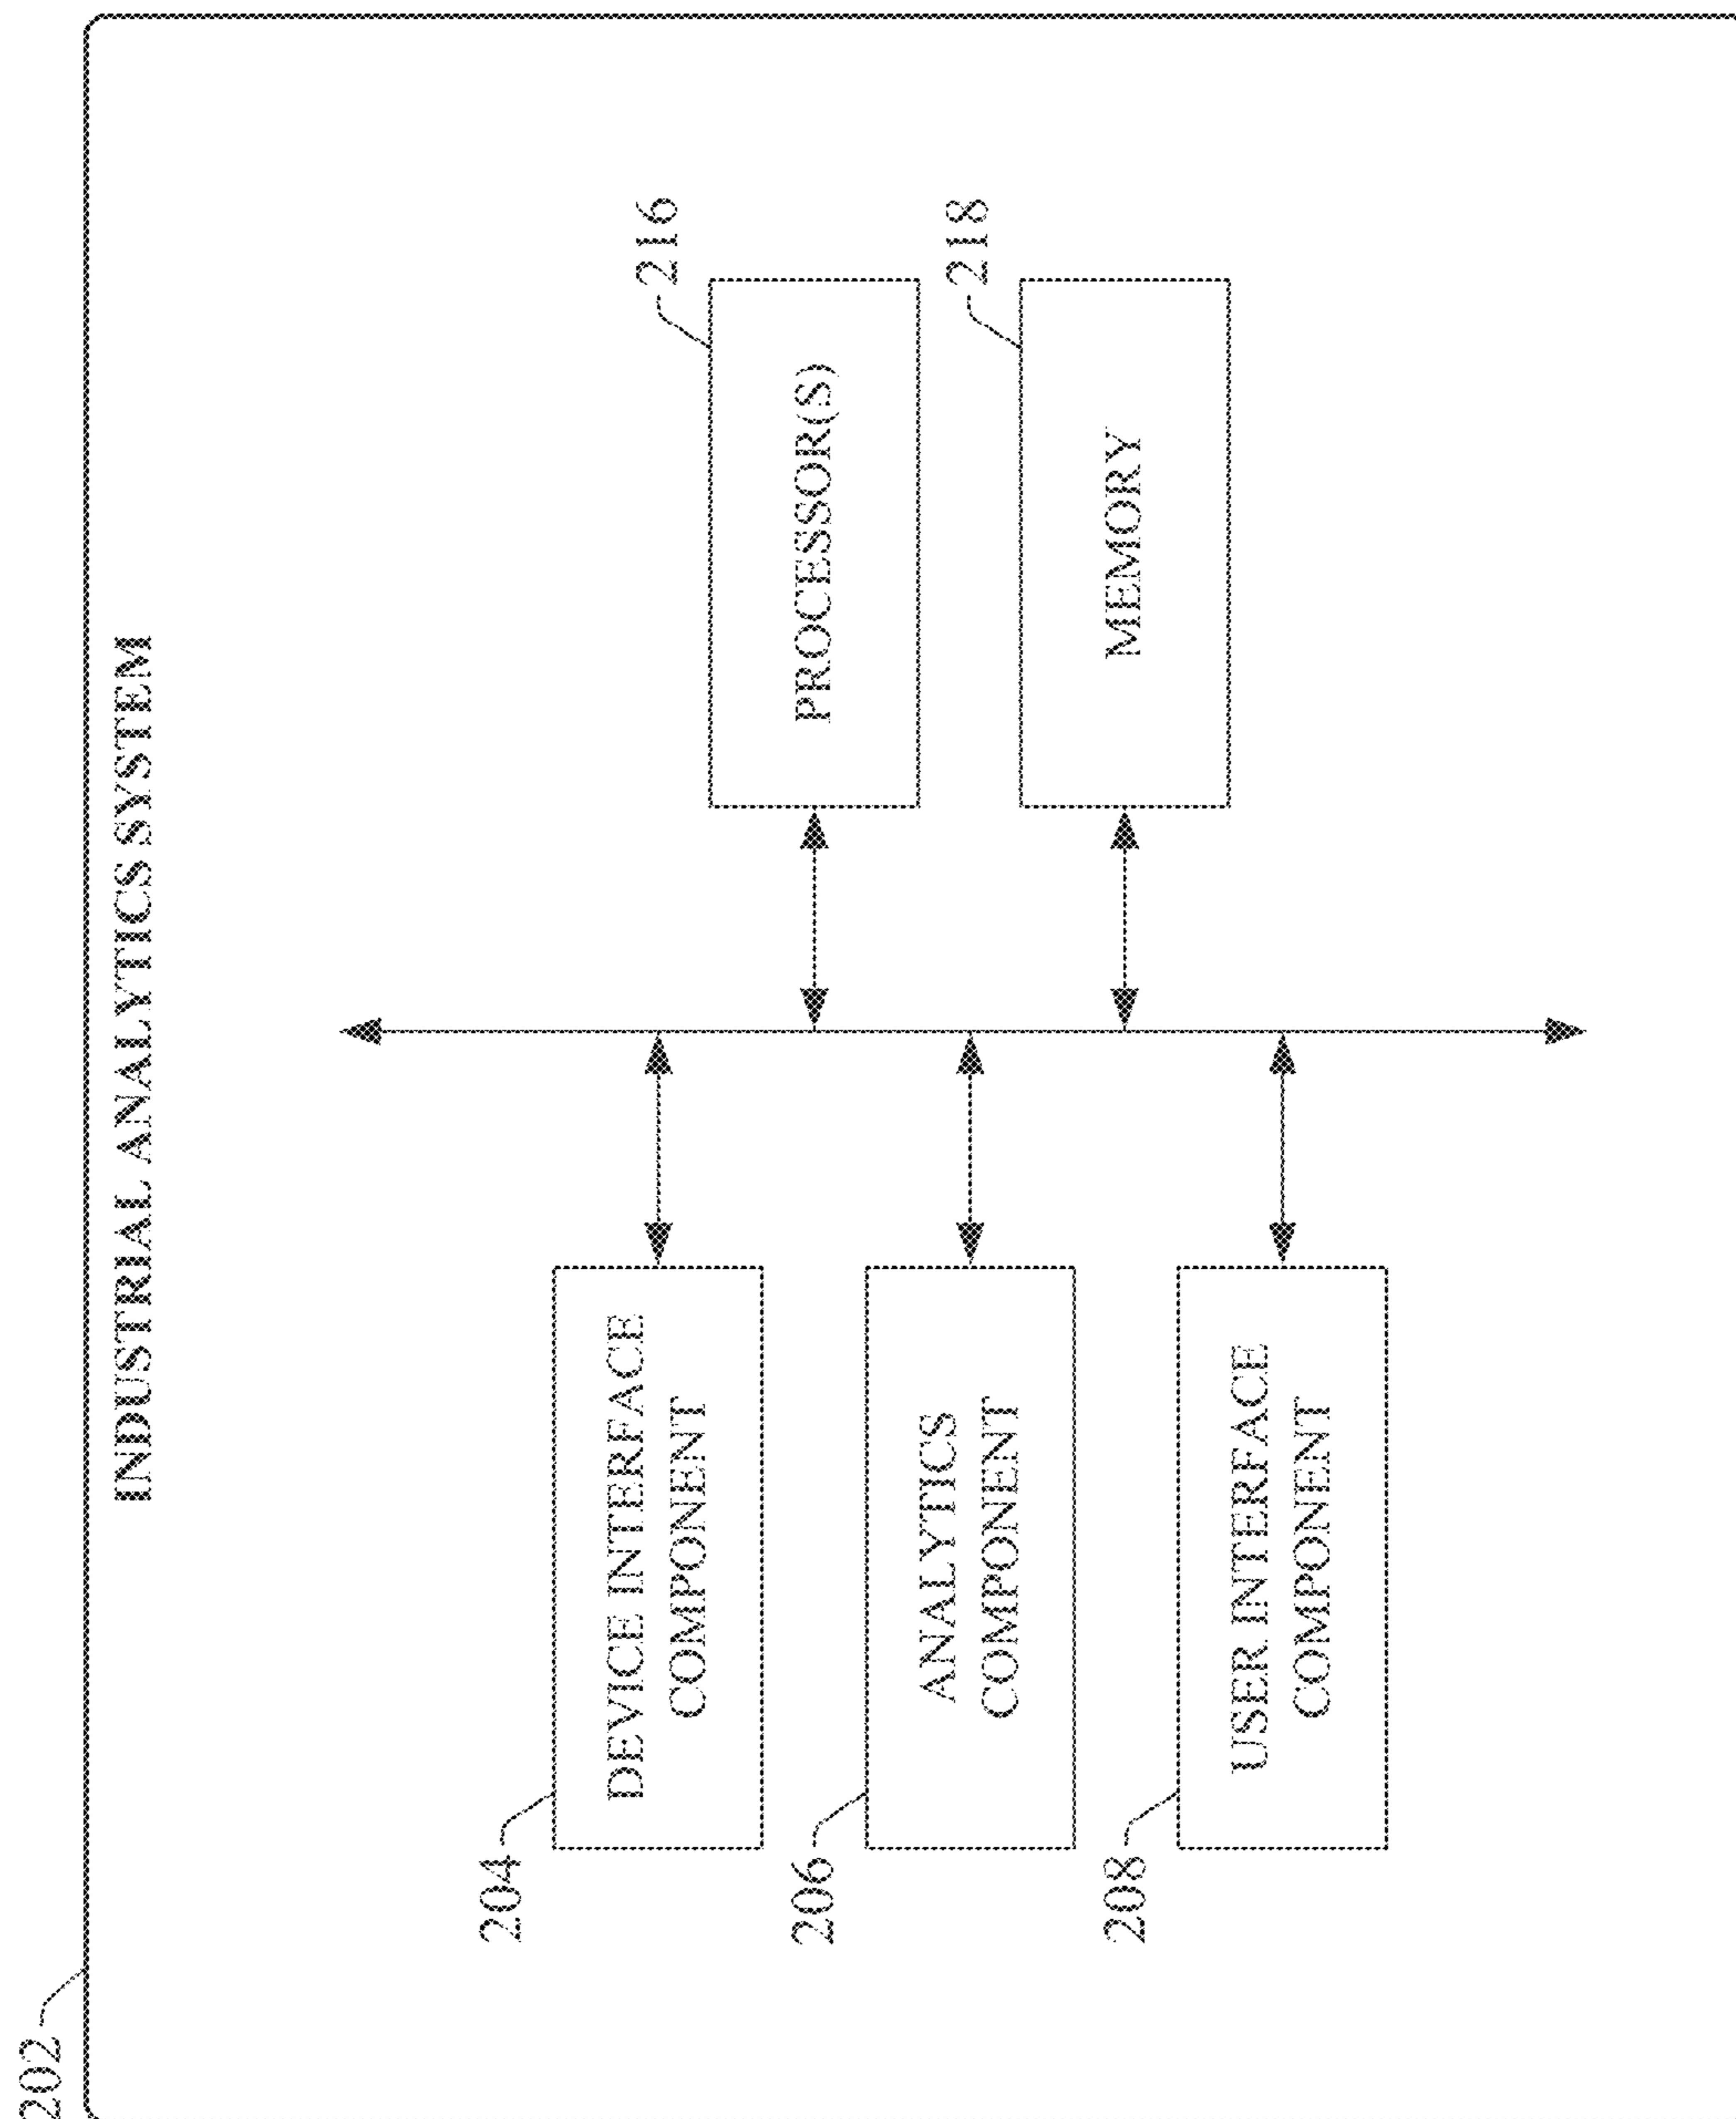 202
INDUSTRIAL ANALYTICS SYSTEM
204
DEVICE INTERFACE
COMPONENT
206
ANALYTICS
COMPONENT
208
USER INTERFACE
COMPONENT
216
PROCESSOR(S)
218
MEMORY